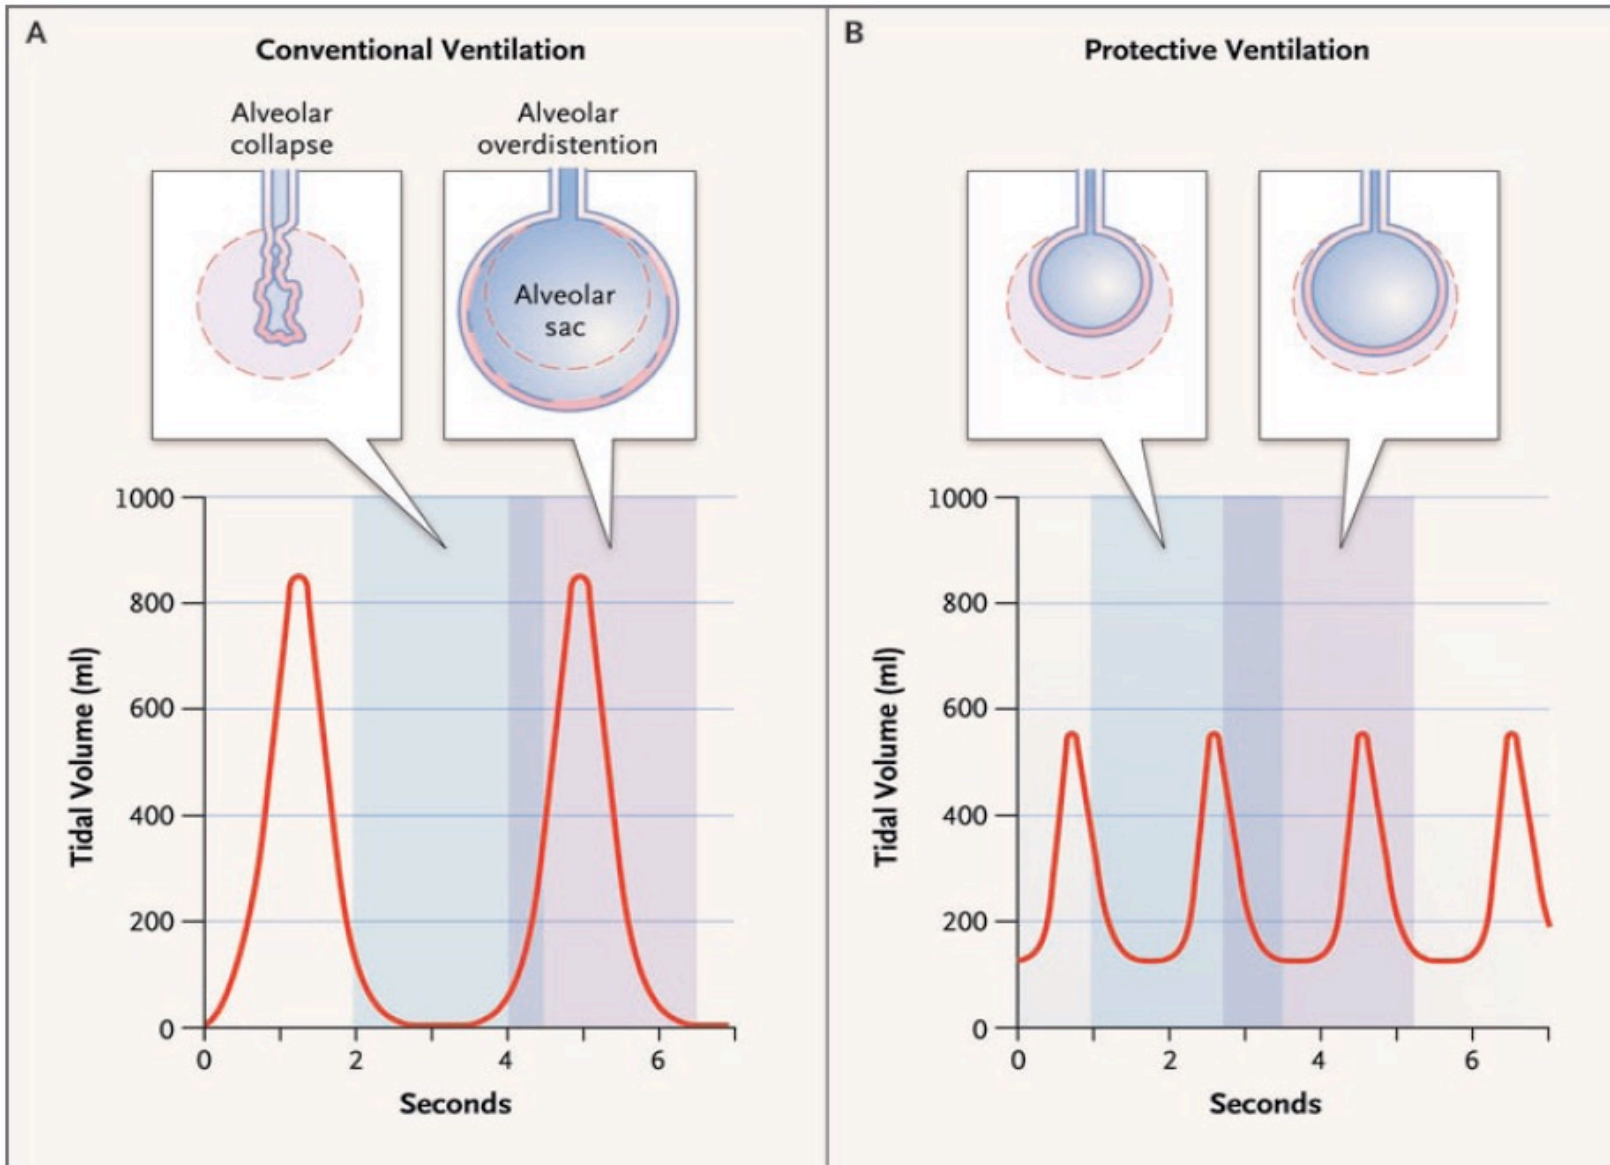 A
Conventional Ventilation
Alveolar
collapse
Alveolar
overdistention
Alveolar
sac
1000
800
600
400
200
0
Tidal Volume (ml)
0 2 4 6
Seconds
B
Protective Ventilation
1000
800
600
400
200
0
Tidal Volume (ml)
0 2 4 6
Seconds